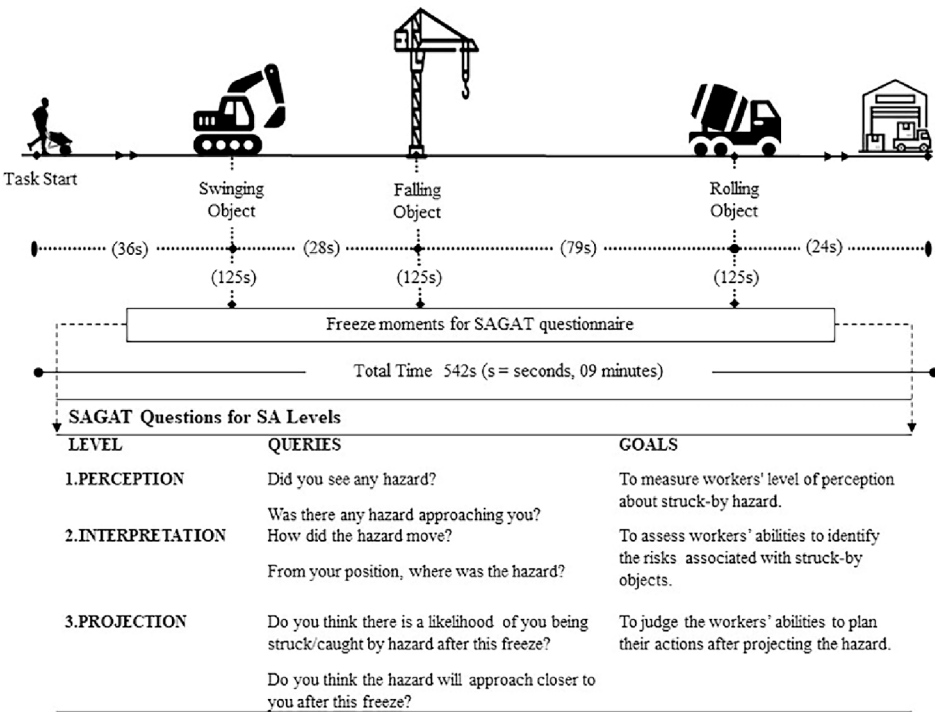 Task Start
Swinging
Object
Falling
Object
Rolling
Object
(36s)
(28s)
(79s)
(24s)
(125s)
(125s)
(125s)
Freeze moments for SAGAT questionnaire
Total Time 542s (s = seconds, 09 minutes)
SAGAT Questions for SA Levels
LEVEL QUERIES GOALS
1.PERCEPTION
Did you see any hazard?
Was there any hazard approaching you?
To measure workers' level of perception
about struck-by hazard.
2.INTERPRETATION
How did the hazard move?
From your position, where was the hazard?
To assess workers' abilities to identify
the risks associated with struck-by
objects.
3.PROJECTION
Do you think there is a likelihood of you being
struck/caught by hazard after this freeze?
Do you think the hazard will approach closer to
you after this freeze?
To judge the workers' abilities to plan
their actions after projecting the hazard.